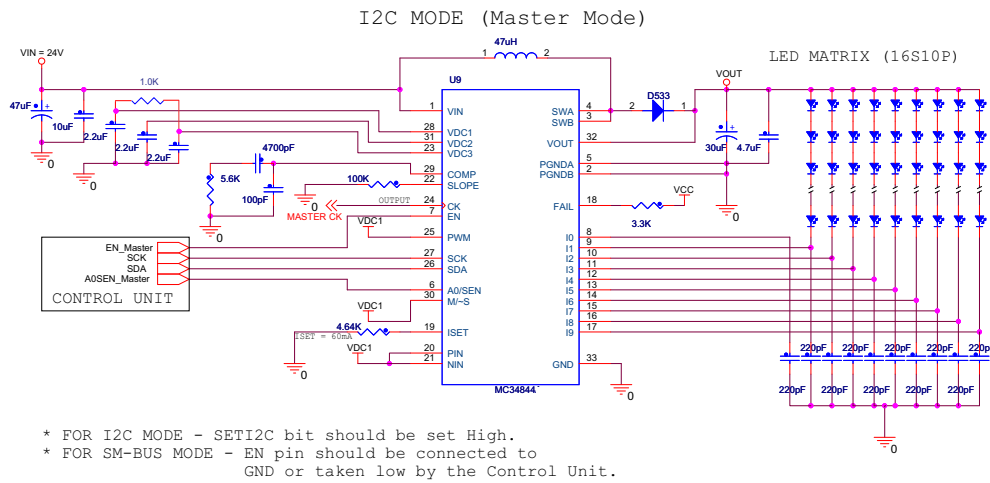 I2C MODE (Master Mode)
VIN = 24V
47uH
1 2
LED MATRIX (16S10P)
VOUT
U9
1.0K
D533
47uF
10uF
2.2uF
2.2uF
2.2uF
1 VIN
28 VDC1
31 VDC2
23 VDC3
29 COMP
22 SLOPE
24 CK
7 EN
25 PWM
27 SCK
26 SDA
6 A0/SEN
30 M/~S
19 ISET
20 PIN
21 NIN
SWA 4
SWB 3
VOUT 32
PGNDA 5
PGNDB 2
FAIL 18
I0 8
I1 9
I2 10
I3 11
I4 12
I5 13
I6 14
I7 15
I8 16
I9 17
GND 33
MC34844
2 1
30uF
4.7uF
0
0
0
0
4700pF
5.6K
100pF
0
100K
0
OUTPUT
MASTER CK
VDC1
VCC
3.3K
EN_Master
SCK
SDA
A0SEN_Master
CONTROL UNIT
VDC1
4.64K
ISET = 60mA
VDC1
0
0
220pF 220pF 220pF 220pF 220p
220pF 220pF 220pF 220pF 220pF
0
* FOR I2C MODE - SETI2C bit should be set High.
* FOR SM-BUS MODE - EN pin should be connected to
GND or taken low by the Control Unit.